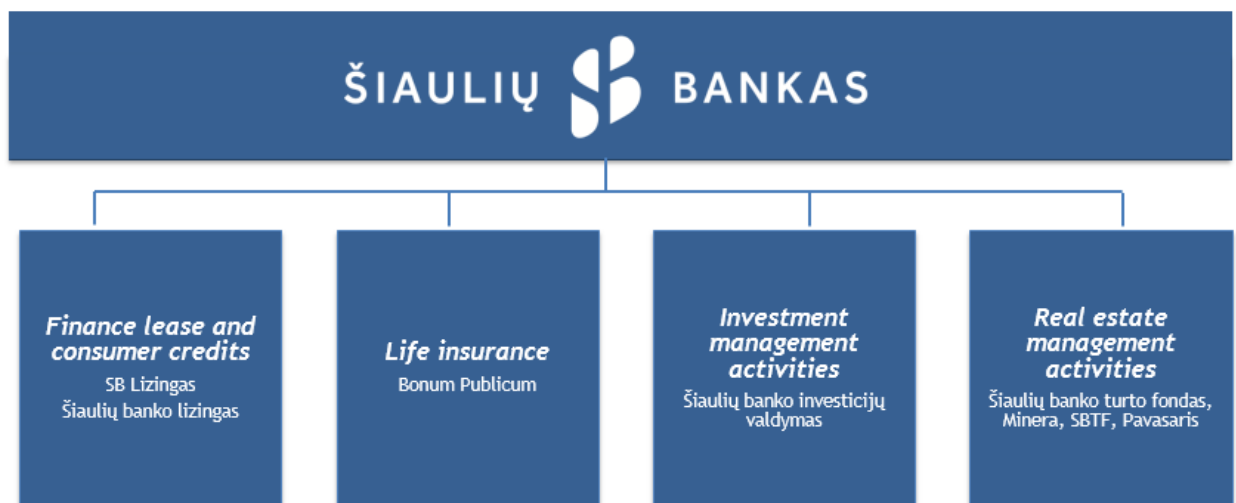 ŠIAULIŲ BANKAS
Finance lease and
consumer credits
SB Lizingas
Šiaulių banko lizingas
Life insurance
Bonum Publicum
Investment
management
activities
Šiaulių banko investicijų
valdymas
Real estate
management
activities
Šiaulių banko turto fondas,
Minera, SBTF, Pavasaris